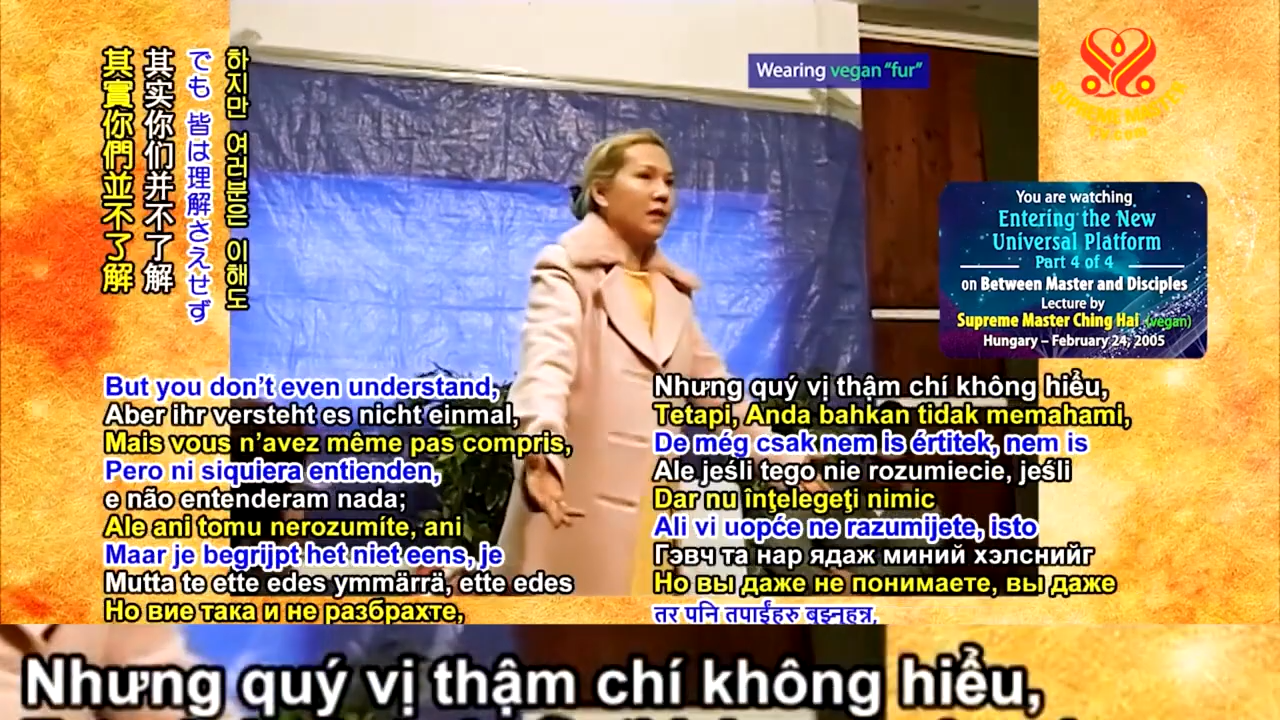 其實你們並不了解
其实你们并不了解
でも 皆は理解さえせず
하지만 여러분은 이해도
Wearing vegan "fur"
SUPREME MASTER
TV.com
You are watching
Entering the New
Universal Platform
Part 4 of 4
on Between Master and Disciples
Lecture by
Supreme Master Ching Hai (vegan)
Hungary – February 24, 2005
But you don't even understand,
Aber ihr versteht es nicht einmal,
Mais vous n'avez même pas compris,
Pero ni siquiera entienden,
e não entenderam nada;
Ale ani tomu nerozumíte, ani
Maar je begrijpt het niet eens, je
Mutta te ette edes ymmärrä, ette edes
Но вие така и не разбрахте,
Nhưng quý vị thậm chí không hiểu,
Tetapi, Anda bahkan tidak memahami,
De még csak nem is értitek, nem is
Ale jeśli tego nie rozumiecie, jeśli
Dar nu înţelegeţi nimic
Ali vi uopće ne razumijete, isto
Гэвч та нар ядаж миний хэлснийг
Но вы даже не понимаете, вы даже
तर पनि तपाईंहरु बुझ्नुहुन्न,
Nhưng quý vị thậm chí không hiểu,